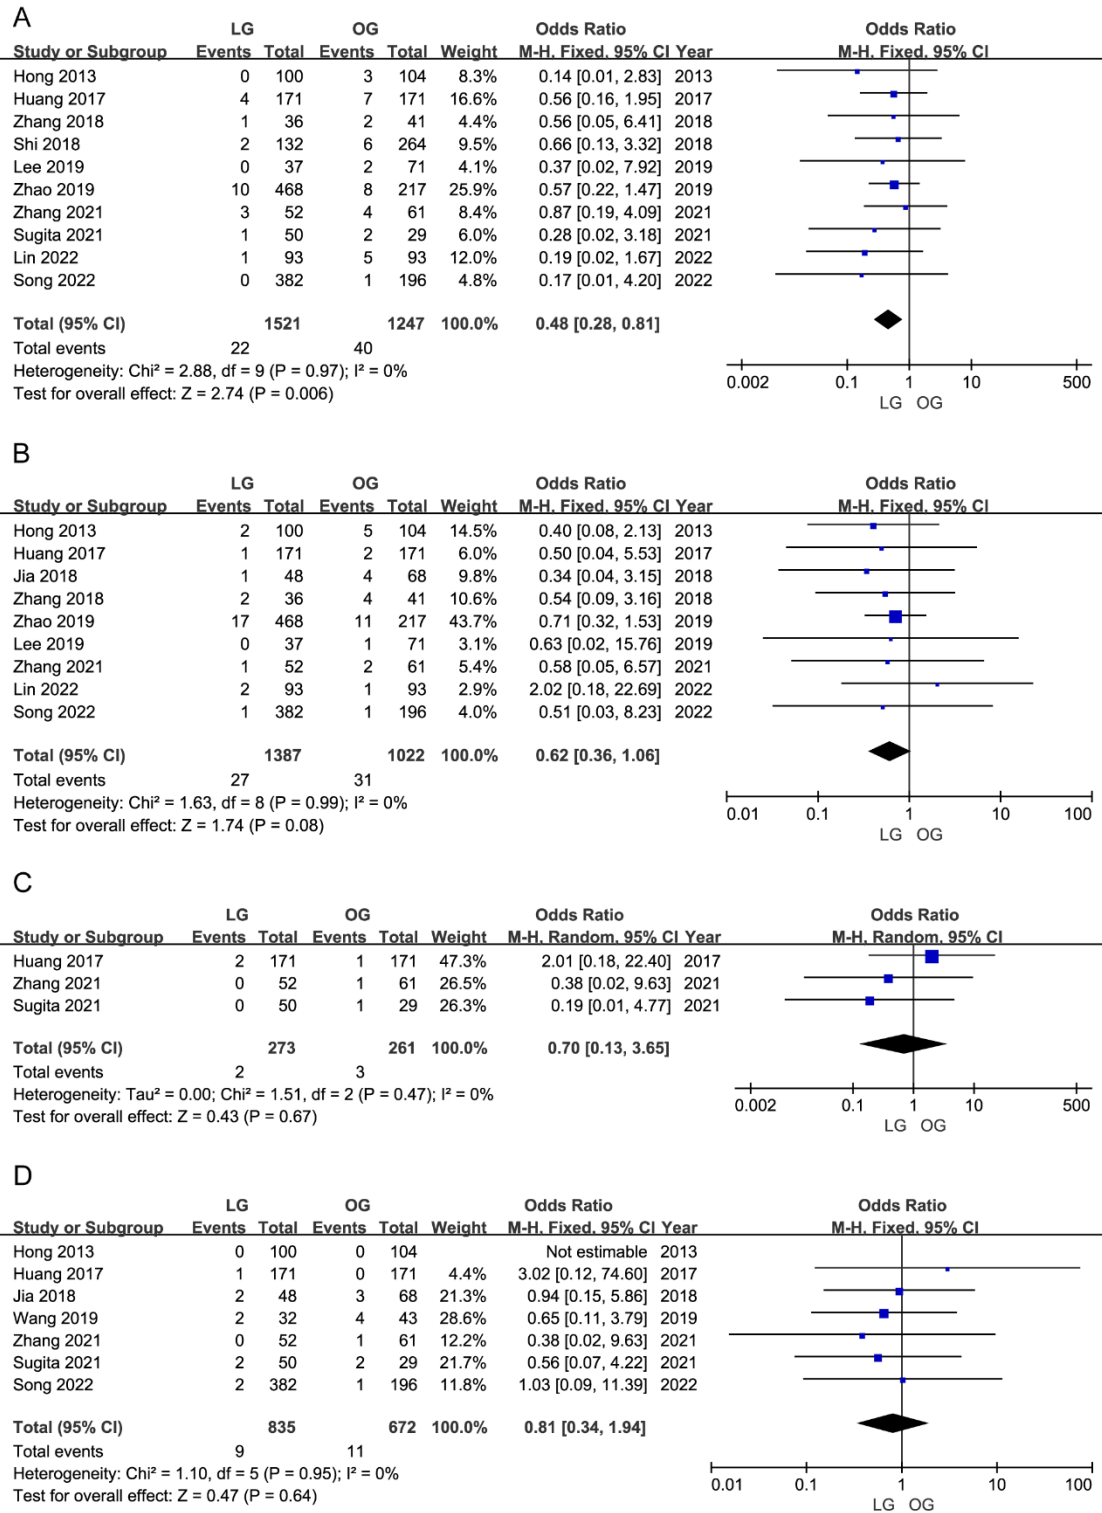 A
LG OG Odds Ratio Odds Ratio
Study or Subgroup Events Total Events Total Weight M-H. Fixed. 95% CI Year M-H. Fixed. 95% CI
Hong 2013 0 100 3 104 8.3% 0.14 [0.01, 2.83] 2013
Huang 2017 4 171 7 171 16.6% 0.56 [0.16, 1.95] 2017
Zhang 2018 1 36 2 41 4.4% 0.56 [0.05, 6.41] 2018
Shi 2018 2 132 6 264 9.5% 0.66 [0.13, 3.32] 2018
Lee 2019 0 37 2 71 4.1% 0.37 [0.02, 7.92] 2019
Zhao 2019 10 468 8 217 25.9% 0.57 [0.22, 1.47] 2019
Zhang 2021 3 52 4 61 8.4% 0.87 [0.19, 4.09] 2021
Sugita 2021 1 50 2 29 6.0% 0.28 [0.02, 3.18] 2021
Lin 2022 1 93 5 93 12.0% 0.19 [0.02, 1.67] 2022
Song 2022 0 382 1 196 4.8% 0.17 [0.01, 4.20] 2022
Total (95% CI) 1521 1247 100.0% 0.48 [0.28, 0.81]
Total events 22 40
Heterogeneity: Chi² = 2.88, df = 9 (P = 0.97); I² = 0%
Test for overall effect: Z = 2.74 (P = 0.006)
0.002 0.1 1 10 500
LG OG
B
LG OG Odds Ratio Odds Ratio
Study or Subgroup Events Total Events Total Weight M-H. Fixed. 95% CI Year M-H. Fixed. 95% CI
Hong 2013 2 100 5 104 14.5% 0.40 [0.08, 2.13] 2013
Huang 2017 1 171 2 171 6.0% 0.50 [0.04, 5.53] 2017
Jia 2018 1 48 4 68 9.8% 0.34 [0.04, 3.15] 2018
Zhang 2018 2 36 4 41 10.6% 0.54 [0.09, 3.16] 2018
Zhao 2019 17 468 11 217 43.7% 0.71 [0.32, 1.53] 2019
Lee 2019 0 37 1 71 3.1% 0.63 [0.02, 15.76] 2019
Zhang 2021 1 52 2 61 5.4% 0.58 [0.05, 6.57] 2021
Lin 2022 2 93 1 93 2.9% 2.02 [0.18, 22.69] 2022
Song 2022 1 382 1 196 4.0% 0.51 [0.03, 8.23] 2022
Total (95% CI) 1387 1022 100.0% 0.62 [0.36, 1.06]
Total events 27 31
Heterogeneity: Chi² = 1.63, df = 8 (P = 0.99); I² = 0%
Test for overall effect: Z = 1.74 (P = 0.08)
0.01 0.1 1 10 100
LG OG
C
LG OG Odds Ratio Odds Ratio
Study or Subgroup Events Total Events Total Weight M-H. Random. 95% CI Year M-H. Random. 95% CI
Huang 2017 2 171 1 171 47.3% 2.01 [0.18, 22.40] 2017
Zhang 2021 0 52 1 61 26.5% 0.38 [0.02, 9.63] 2021
Sugita 2021 0 50 1 29 26.3% 0.19 [0.01, 4.77] 2021
Total (95% CI) 273 261 100.0% 0.70 [0.13, 3.65]
Total events 2 3
Heterogeneity: Tau² = 0.00; Chi² = 1.51, df = 2 (P = 0.47); I² = 0%
Test for overall effect: Z = 0.43 (P = 0.67)
0.002 0.1 1 10 500
LG OG
D
LG OG Odds Ratio Odds Ratio
Study or Subgroup Events Total Events Total Weight M-H. Fixed. 95% CI Year M-H. Fixed. 95% CI
Hong 2013 0 100 0 104 Not estimable 2013
Huang 2017 1 171 0 171 4.4% 3.02 [0.12, 74.60] 2017
Jia 2018 2 48 3 68 21.3% 0.94 [0.15, 5.86] 2018
Wang 2019 2 32 4 43 28.6% 0.65 [0.11, 3.79] 2019
Zhang 2021 0 52 1 61 12.2% 0.38 [0.02, 9.63] 2021
Sugita 2021 2 50 2 29 21.7% 0.56 [0.07, 4.22] 2021
Song 2022 2 382 1 196 11.8% 1.03 [0.09, 11.39] 2022
Total (95% CI) 835 672 100.0% 0.81 [0.34, 1.94]
Total events 9 11
Heterogeneity: Chi² = 1.10, df = 5 (P = 0.95); I² = 0%
Test for overall effect: Z = 0.47 (P = 0.64)
0.01 0.1 1 10 100
LG OG